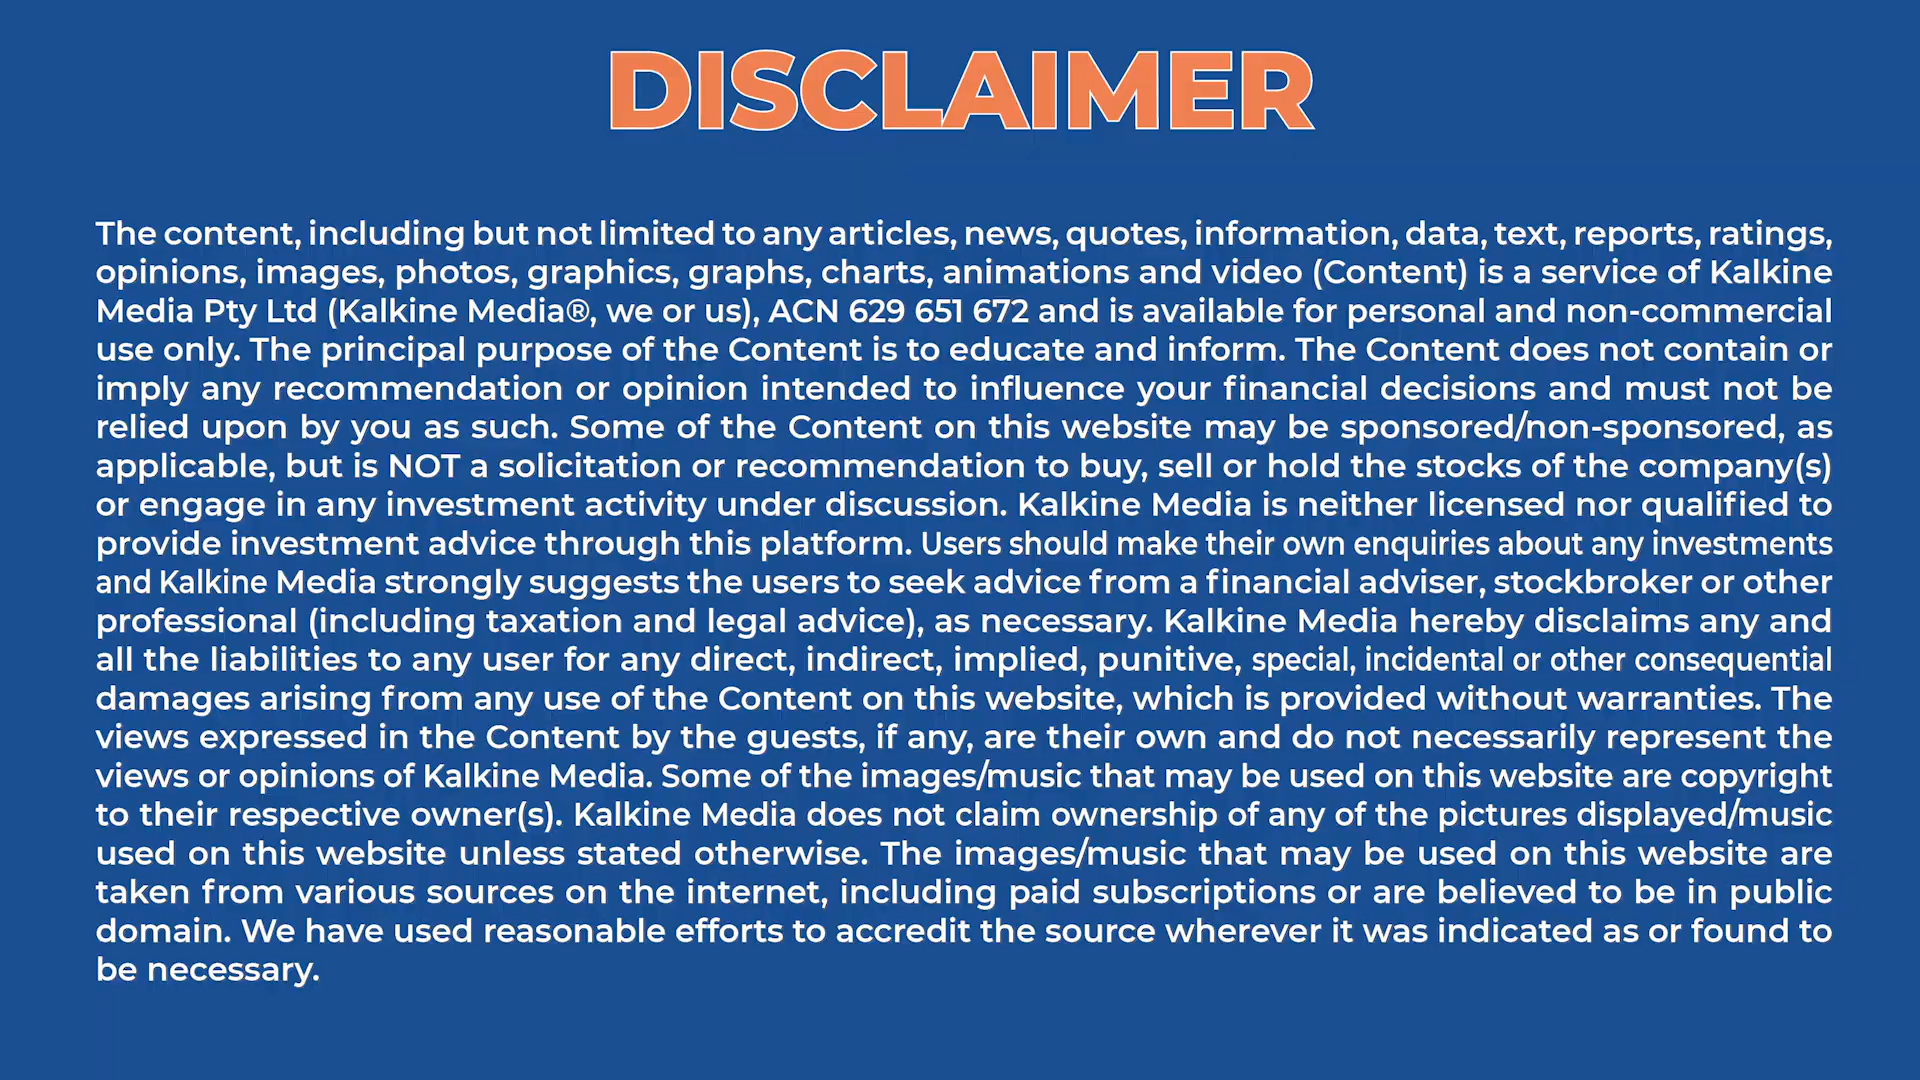 DISCLAIMER
The content, including but not limited to any articles, news, quotes, information, data, text, reports, ratings,
opinions, images, photos, graphics, graphs, charts, animations and video (Content) is a service of Kalkine
Media Pty Ltd (Kalkine Media®, we or us), ACN 629 651 672 and is available for personal and non-commercial
use only. The principal purpose of the Content is to educate and inform. The Content does not contain or
imply any recommendation or opinion intended to influence your financial decisions and must not be
relied upon by you as such. Some of the Content on this website may be sponsored/non-sponsored, as
applicable, but is NOT a solicitation or recommendation to buy, sell or hold the stocks of the company(s)
or engage in any investment activity under discussion. Kalkine Media is neither licensed nor qualified to
provide investment advice through this platform. Users should make their own enquiries about any investments
and Kalkine Media strongly suggests the users to seek advice from a financial adviser, stockbroker or other
professional (including taxation and legal advice), as necessary. Kalkine Media hereby disclaims any and
all the liabilities to any user for any direct, indirect, implied, punitive, special, incidental or other consequential
damages arising from any use of the Content on this website, which is provided without warranties. The
views expressed in the Content by the guests, if any, are their own and do not necessarily represent the
views or opinions of Kalkine Media. Some of the images/music that may be used on this website are copyright
to their respective owner(s). Kalkine Media does not claim ownership of any of the pictures displayed/music
used on this website unless stated otherwise. The images/music that may be used on this website are
taken from various sources on the internet, including paid subscriptions or are believed to be in public
domain. We have used reasonable efforts to accredit the source wherever it was indicated as or found to
be necessary.